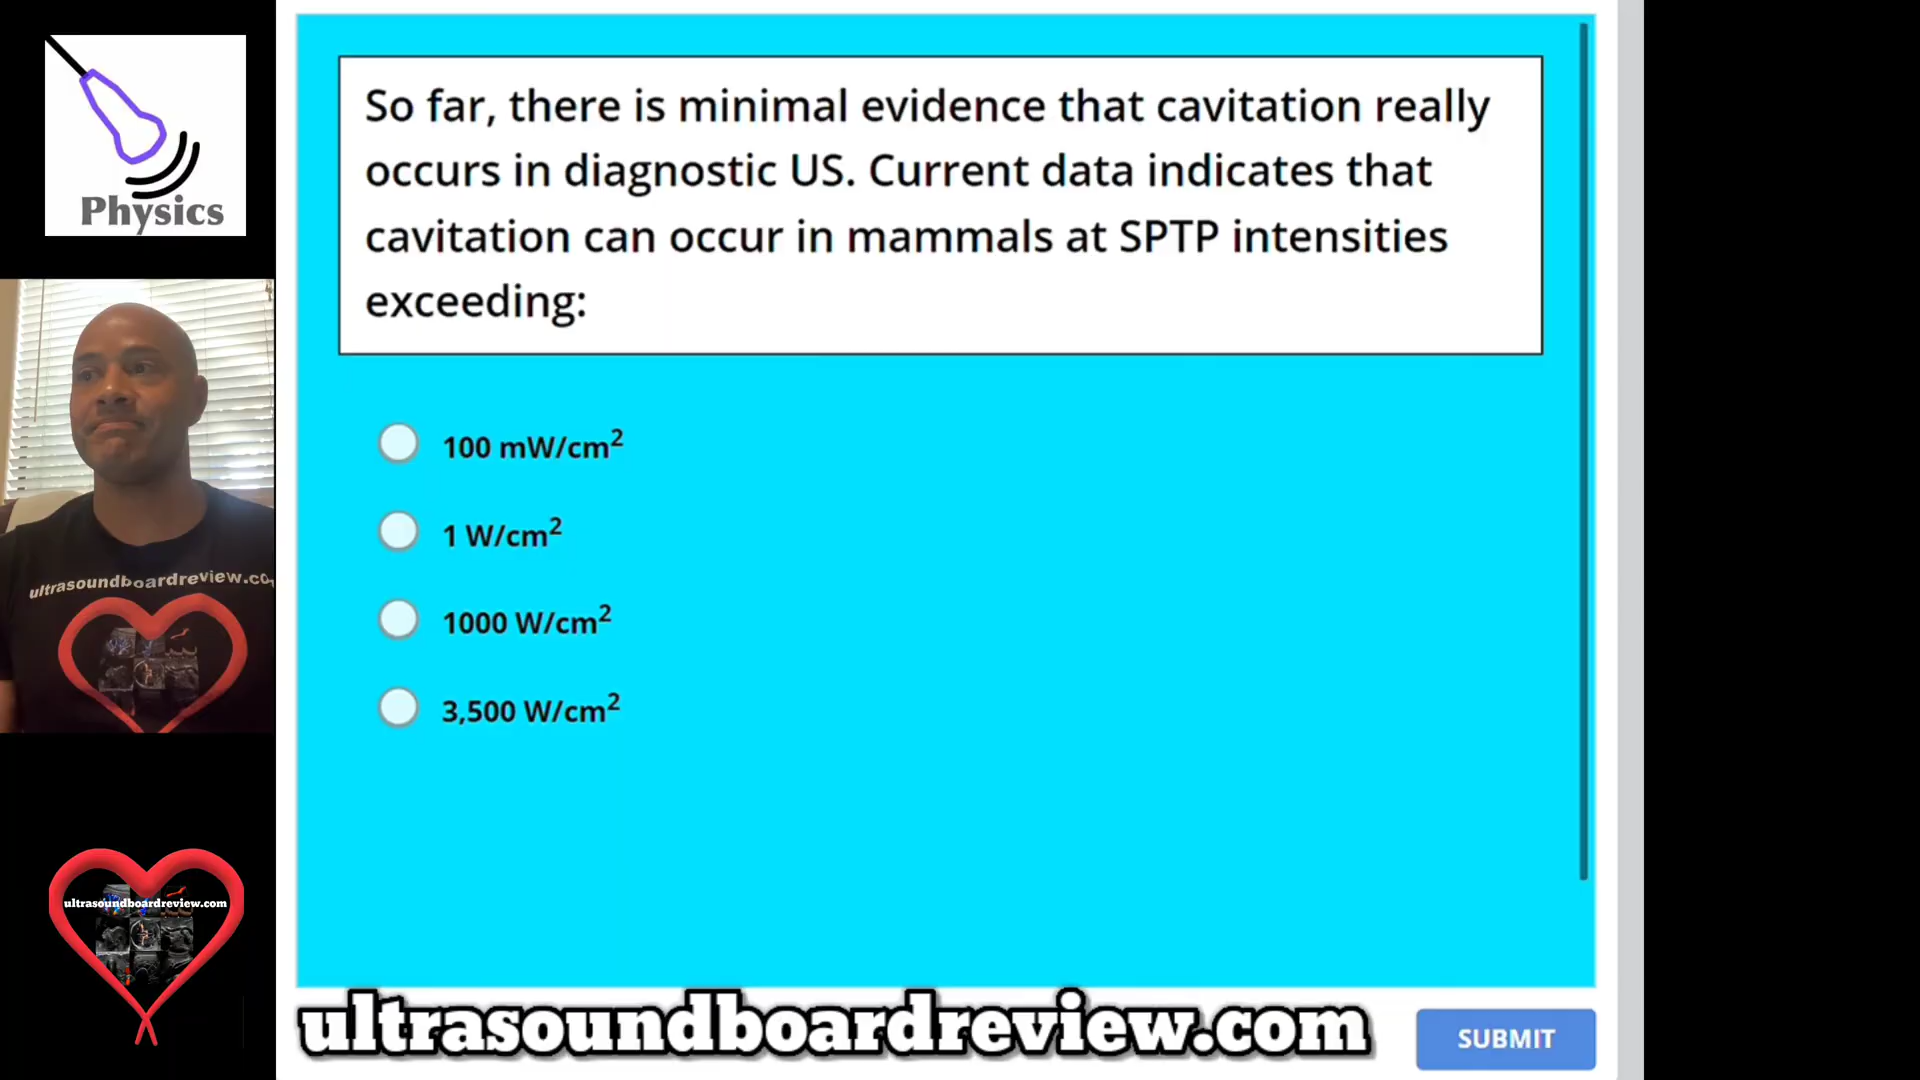 Physics
So far, there is minimal evidence that cavitation really
occurs in diagnostic US. Current data indicates that
cavitation can occur in mammals at SPTP intensities
exceeding:
100 mW/cm²
1 W/cm²
1000 W/cm²
3,500 W/cm²
ultrasoundboardreview.co
ultrasoundboardreview.com
ultrasoundboardreview.com
SUBMIT